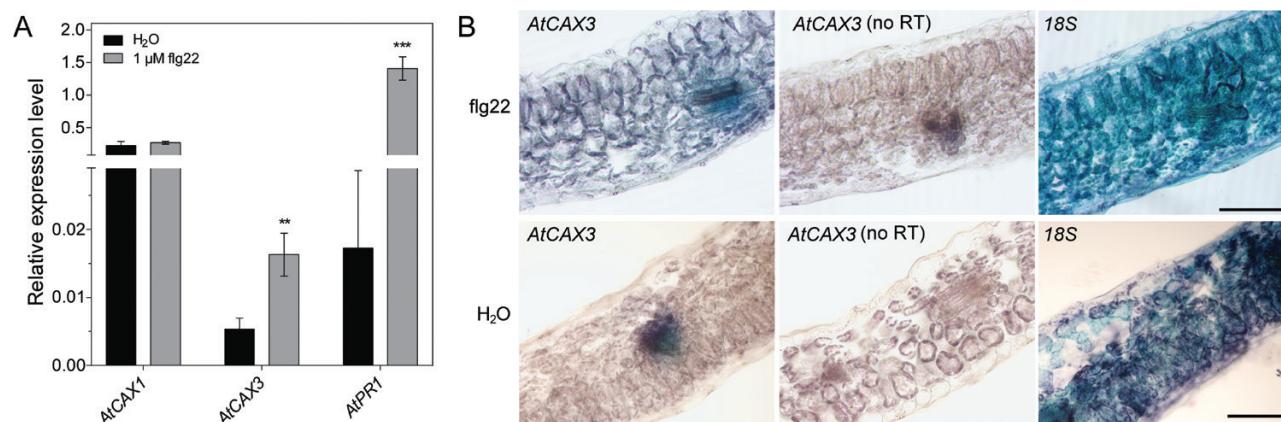 A
Relative expression level
2.0
1.5
1.0
0.5
0.02
0.01
0.00
H₂O
1 µM flg22
**
***
AtCAX1
AtCAX3
AtPR1
B
AtCAX3
AtCAX3 (no RT)
18S
flg22
AtCAX3
AtCAX3 (no RT)
18S
H₂O